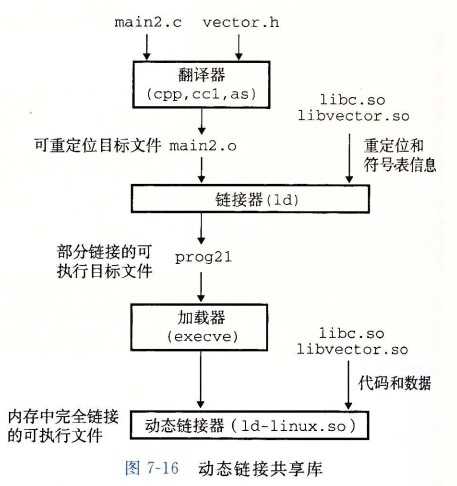 main2.c vector.h
翻译器
(cpp,cc1,as)
libc.so
libvector.so
可重定位目标文件 main2.o
重定位和
符号表信息
链接器(ld)
部分链接的可
执行目标文件
prog21
加载器
(execve)
libc.so
libvector.so
代码和数据
内存中完全链接
的可执行文件
动态链接器(ld-linux.so)
图 7-16 动态链接共享库